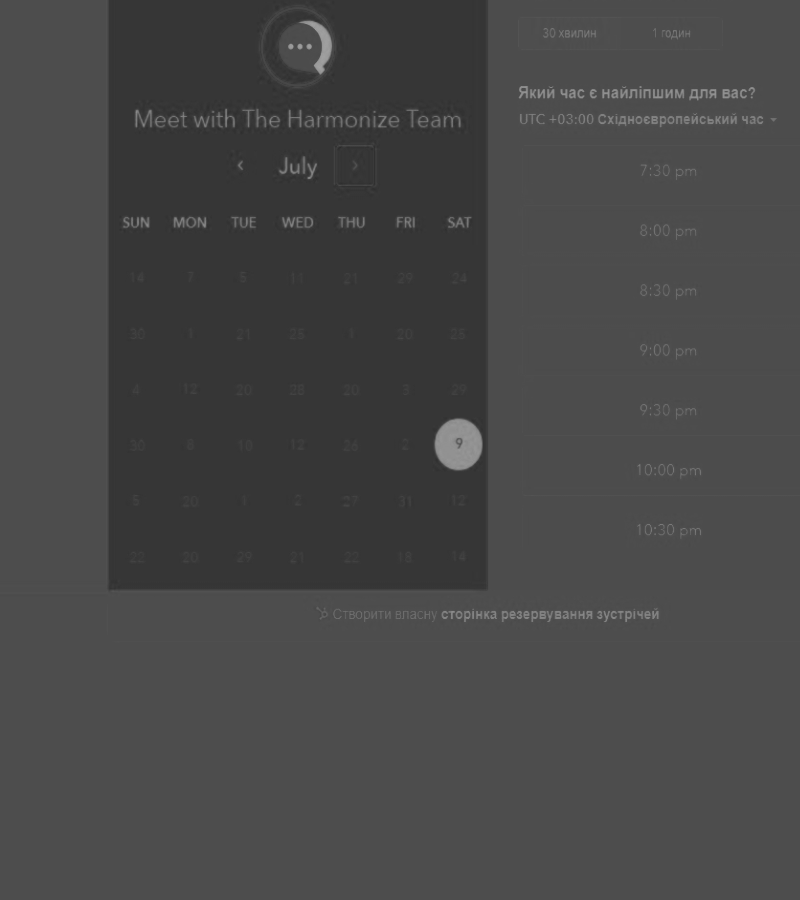 Meet with The Harmonize Team
‹ July ›
SUN MON TUE WED THU FRI SAT
14 7 5 11 21 29 24
30 1 21 25 1 20 25
4 12 20 28 20 3 29
30 8 10 12 26 2 9
5 20 1 2 27 31 12
22 20 29 21 22 18 14
30 хвилин 1 годин
Який час є найліпшим для вас?
UTC +03:00 Східноєвропейський час
7:30 pm
8:00 pm
8:30 pm
9:00 pm
9:30 pm
10:00 pm
10:30 pm
Створити власну сторінка резервування зустрічей